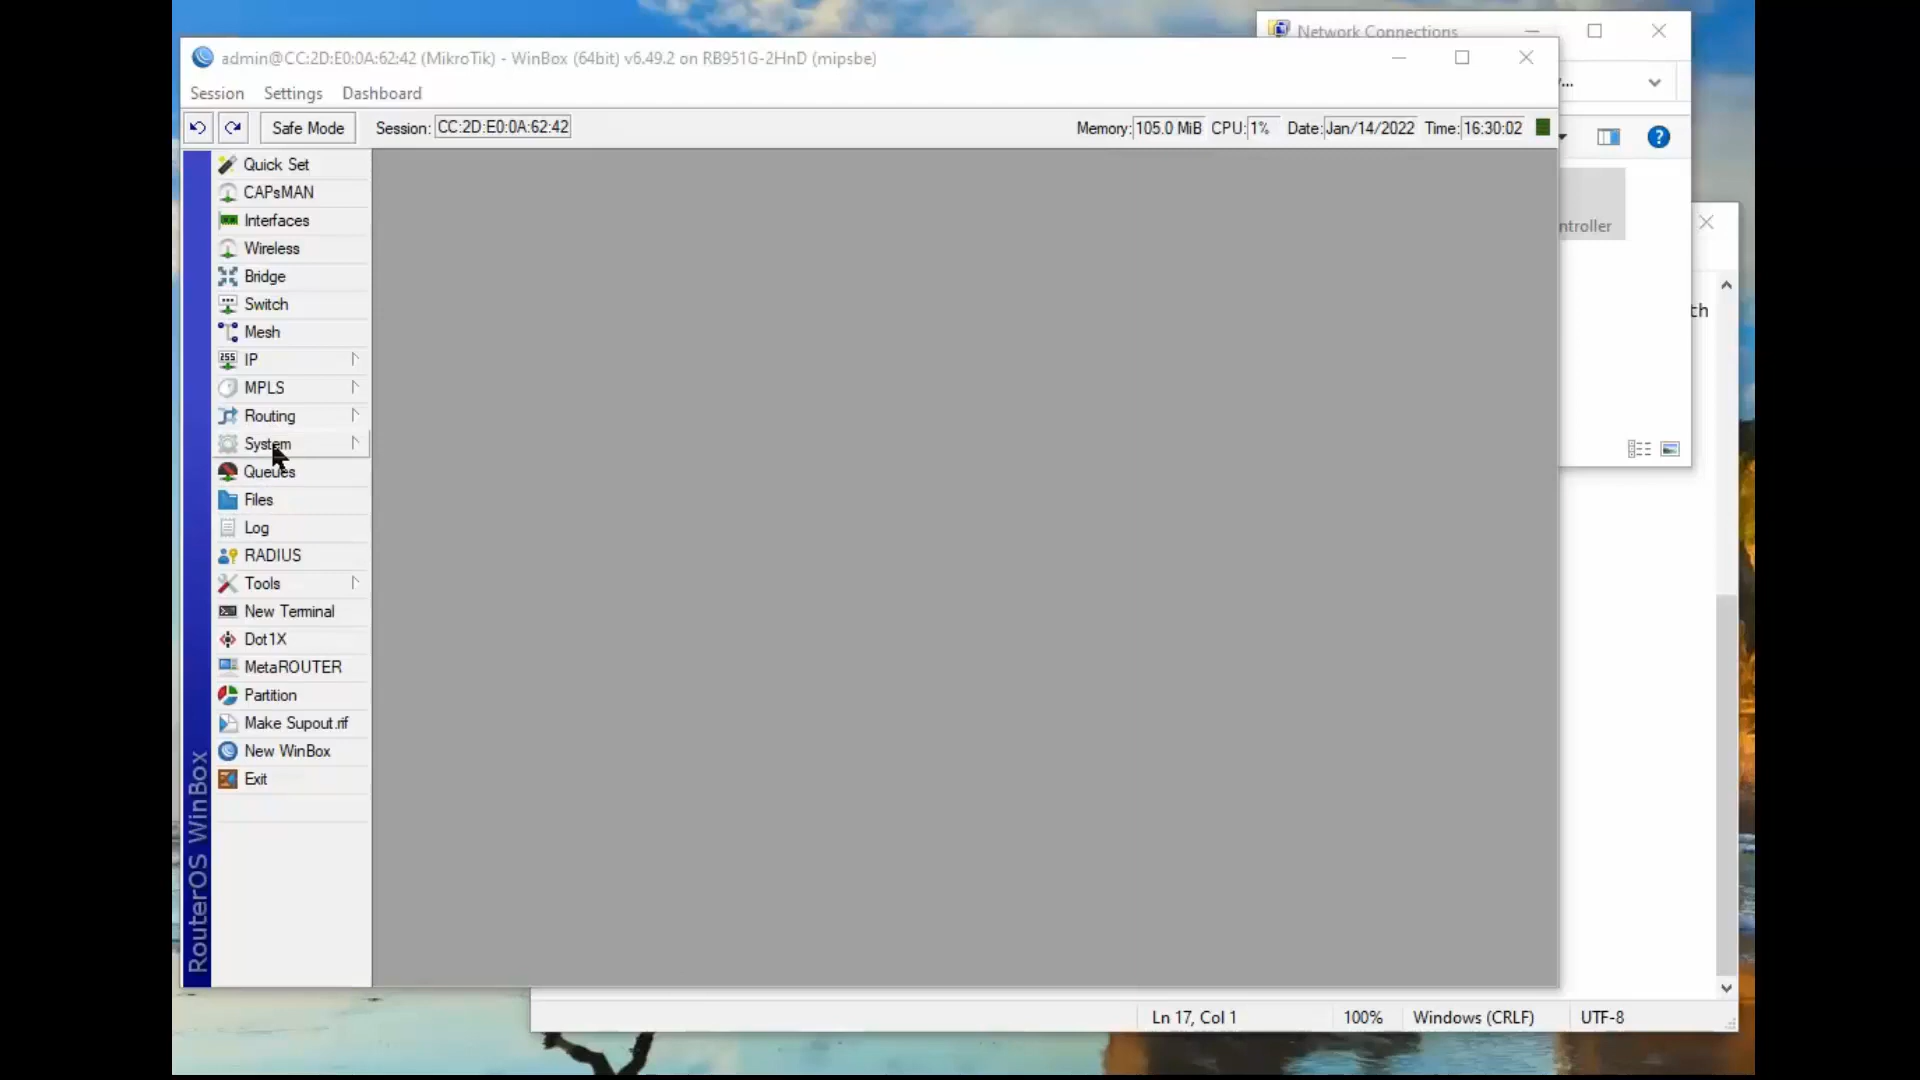 Network Connections
admin@CC:2D:E0:0A:62:42 (MikroTik) - WinBox (64bit) v6.49.2 on RB951G-2HnD (mipsbe)
Session Settings Dashboard
Safe Mode Session: CC:2D:E0:0A:62:42 Memory: 105.0 MiB CPU: 1% Date: Jan/14/2022 Time: 16:30:02
Quick Set
CAPsMAN
Interfaces
ntroller
Wireless
Bridge
Switch
th
Mesh
255 IP
MPLS
Routing
System
Queues
Files
Log
RADIUS
Tools
New Terminal
Dot1X
MetaROUTER
Partition
Make Supout.rif
New WinBox
Exit
RouterOS WinBox
Ln 17, Col 1 100% Windows (CRLF) UTF-8